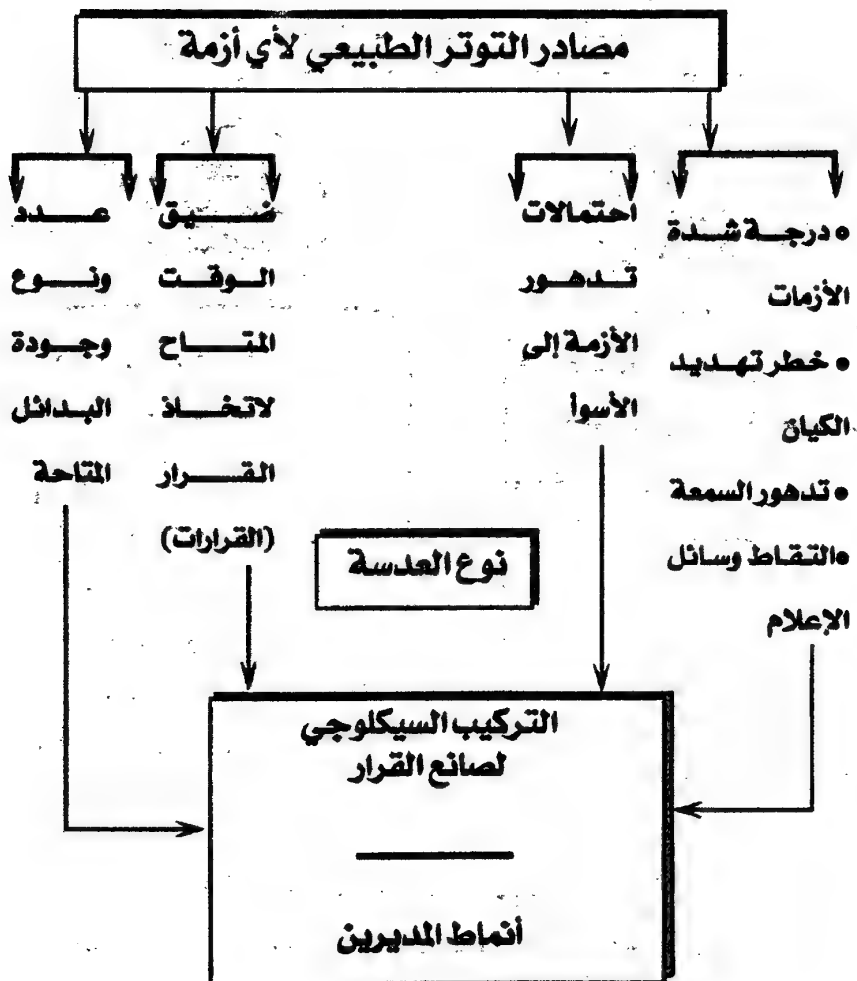 مصادر التوتر الطبيعي لأي أزمة
• درجة شدة
الأزمات
• خطر تهديد
الكيان
• تدهور السمعة
• التقاط وسائل
الإعلام
احتمالات
تدهور
الأزمة إلى
الأسوأ
ضيق
الوقت
المتاح
لاتخاذ
القرار
(القرارات)
عدد
ونوع
وجودة
البدائل
المتاحة
نوع العدسة
التركيب السيكلوجي
لصانع القرار
أنماط المديرين